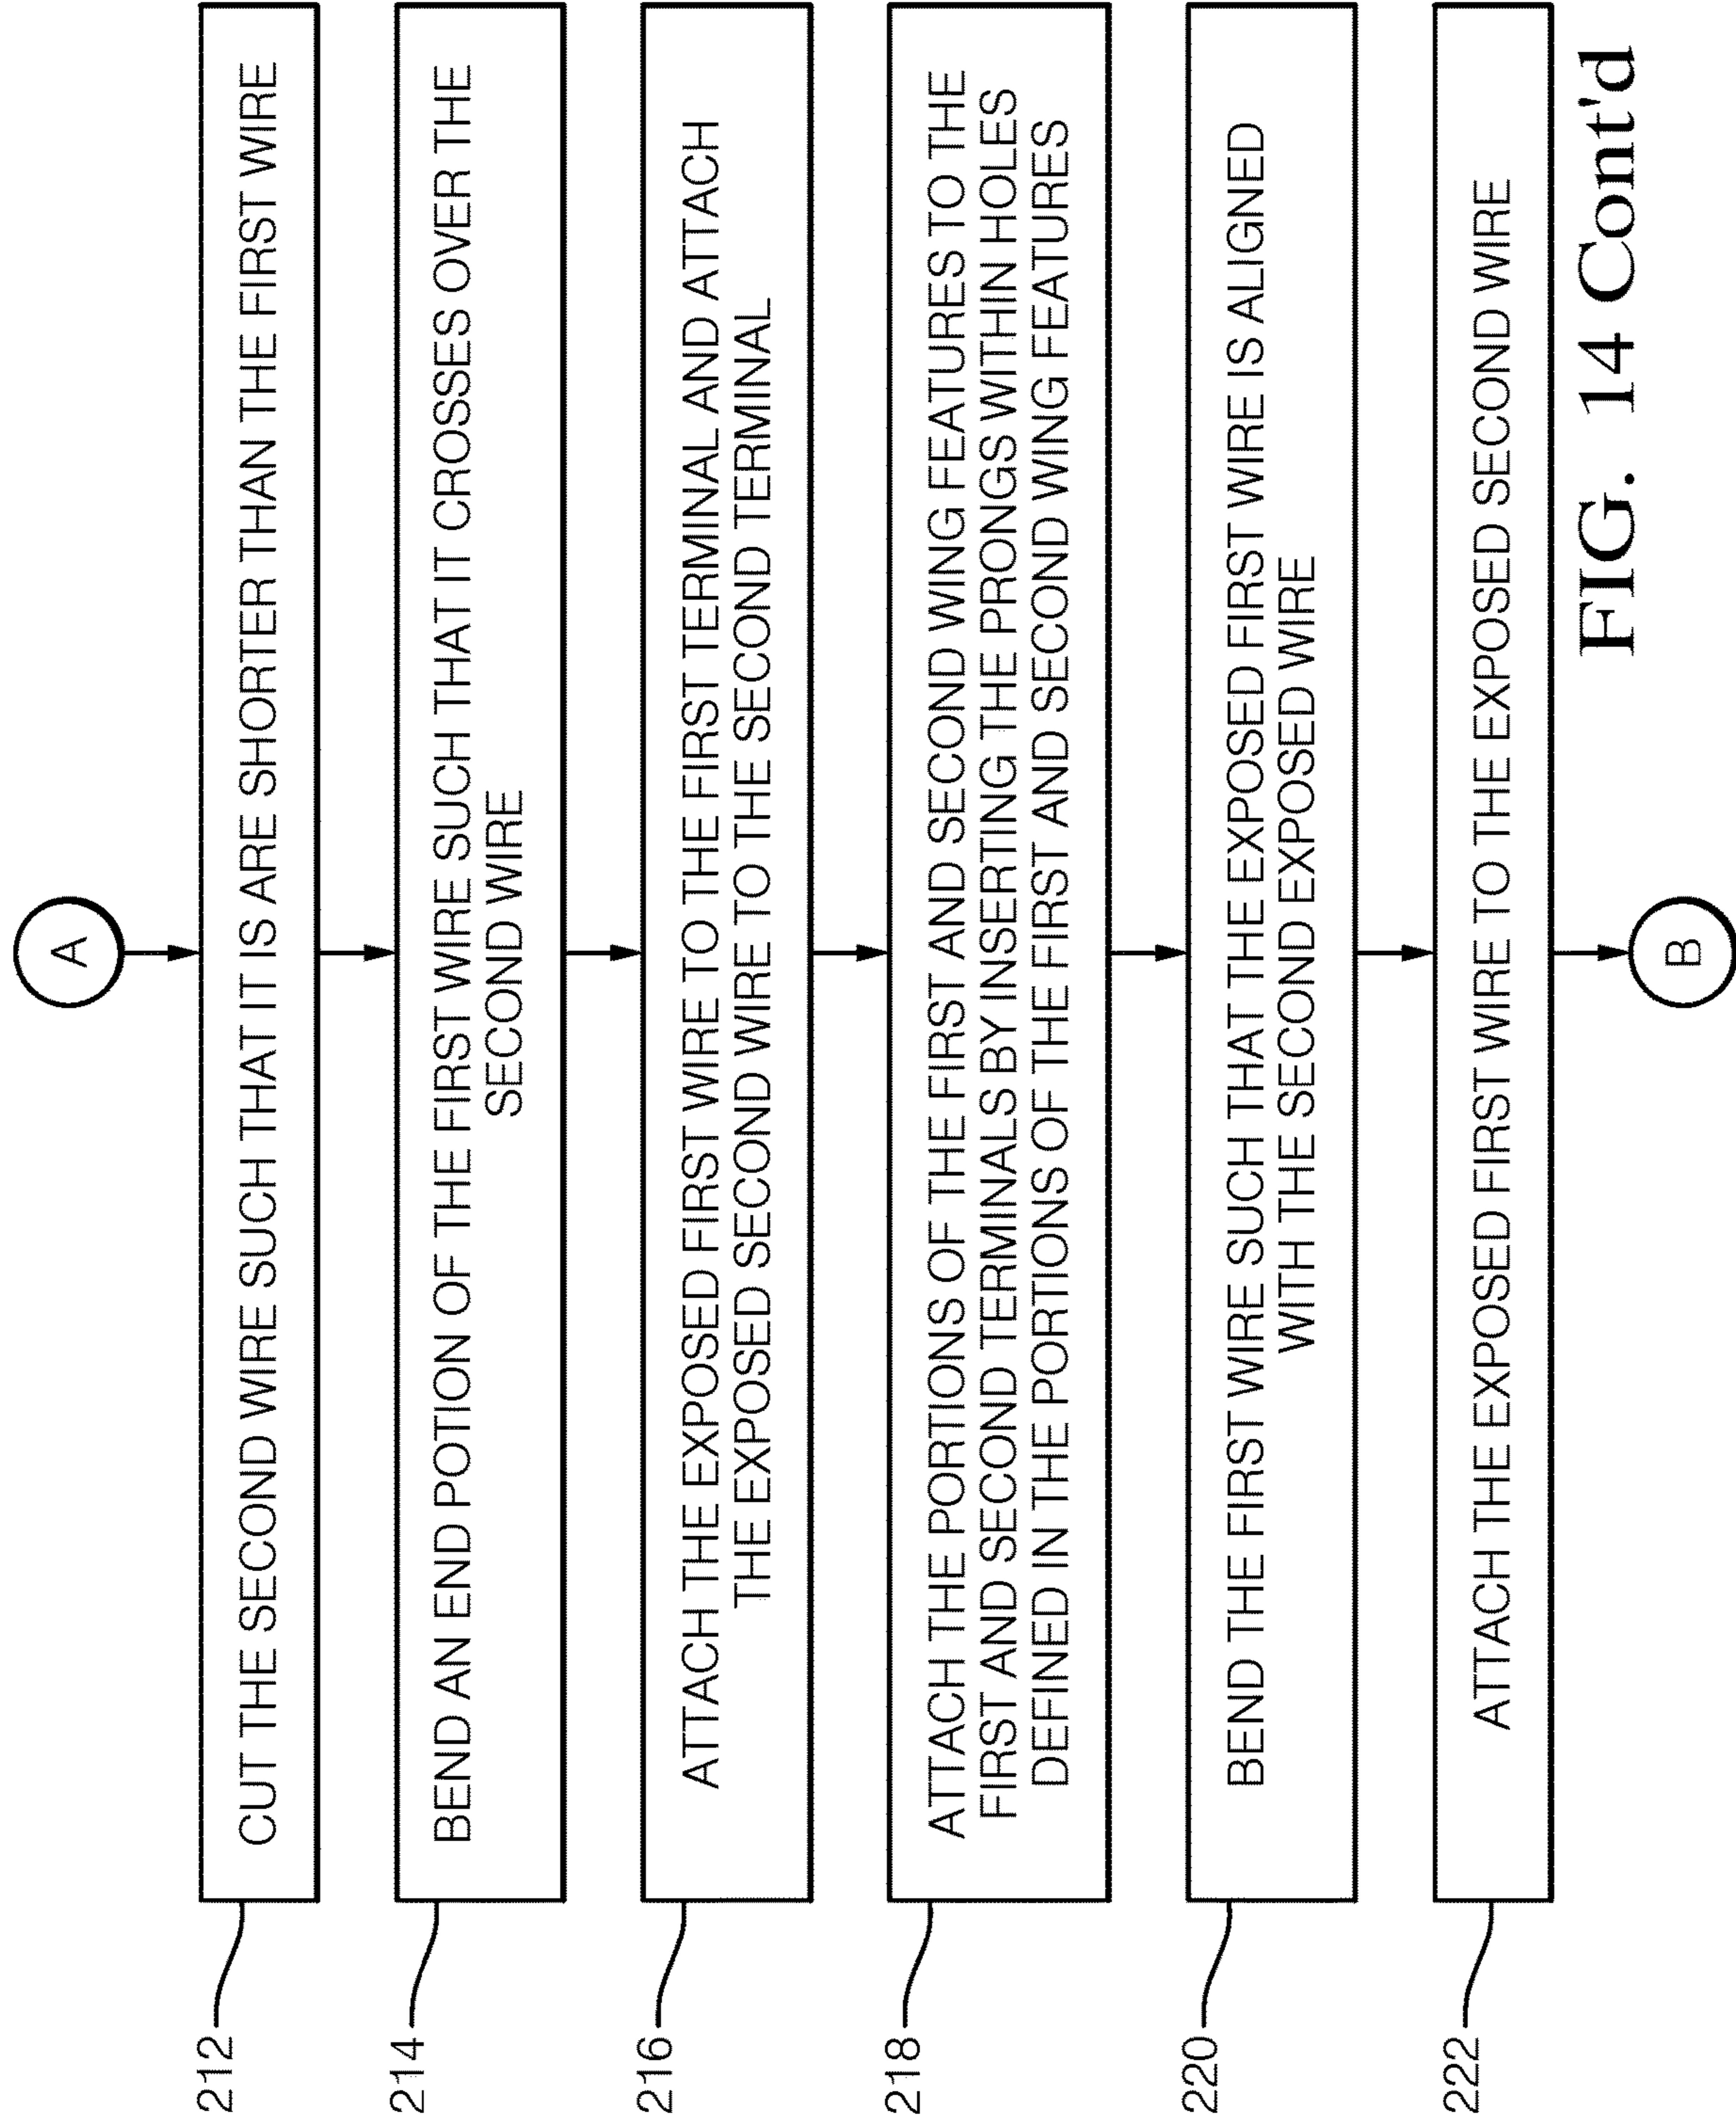 A
212
CUT THE SECOND WIRE SUCH THAT IT IS ARE SHORTER THAN THE FIRST WIRE
214
BEND AN END POTION OF THE FIRST WIRE SUCH THAT IT CROSSES OVER THE
SECOND WIRE
216
ATTACH THE EXPOSED FIRST WIRE TO THE FIRST TERMINAL AND ATTACH
THE EXPOSED SECOND WIRE TO THE SECOND TERMINAL
218
ATTACH THE PORTIONS OF THE FIRST AND SECOND WING FEATURES TO THE
FIRST AND SECOND TERMINALS BY INSERTING THE PRONGS WITHIN HOLES
DEFINED IN THE PORTIONS OF THE FIRST AND SECOND WING FEATURES
220
BEND THE FIRST WIRE SUCH THAT THE EXPOSED FIRST WIRE IS ALIGNED
WITH THE SECOND EXPOSED WIRE
222
ATTACH THE EXPOSED FIRST WIRE TO THE EXPOSED SECOND WIRE
B
FIG. 14 Cont'd